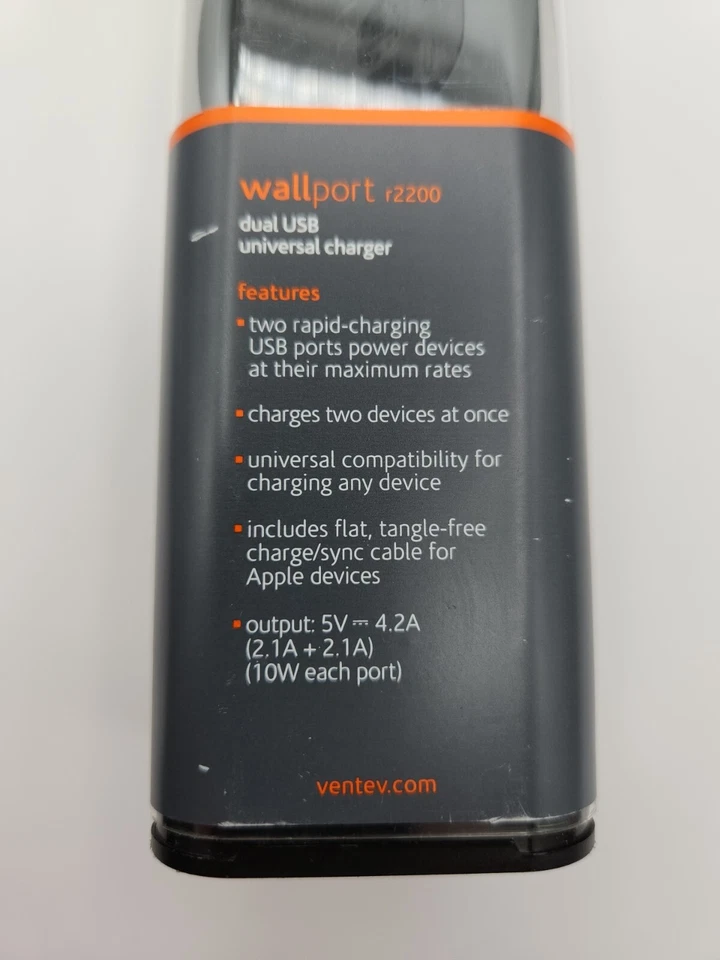 wallport r2200
dual USB
universal charger
features
▪ two rapid-charging
USB ports power devices
at their maximum rates
▪ charges two devices at once
▪ universal compatibility for
charging any device
▪ includes flat, tangle-free
charge/sync cable for
Apple devices
▪ output: 5V ⎓ 4.2A
(2.1A + 2.1A)
(10W each port)
ventev.com